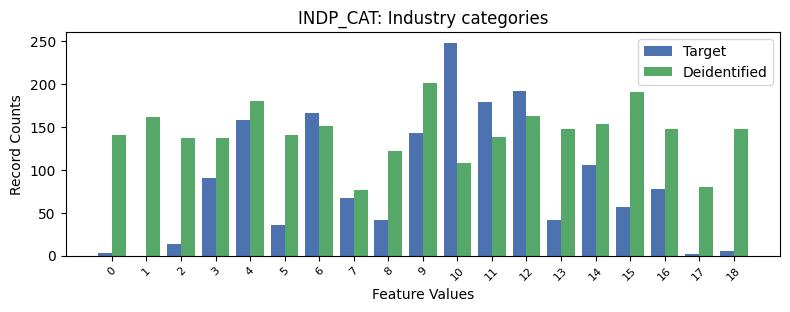 INDP_CAT: Industry categories
250
200
150
100
50
0
Record Counts
Target
Deidentified
0 1 2 3 4 5 6 7 8 9 10 11 12 13 14 15 16 17 18
Feature Values